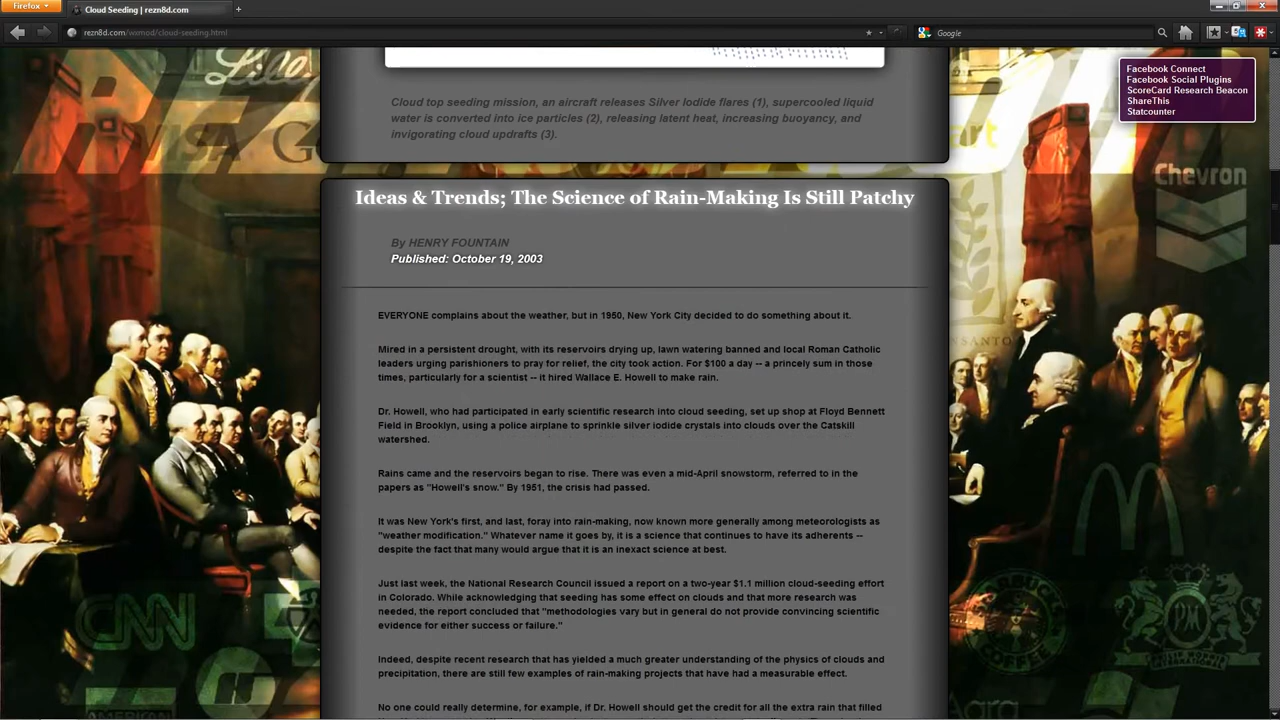 Firefox
Cloud Seeding | rezn8d.com
rezn8d.com/wxmod/cloud-seeding.html
Google
Facebook Connect
Facebook Social Plugins
ScoreCard Research Beacon
ShareThis
Statcounter
Cloud top seeding mission, an aircraft releases Silver Iodide flares (1), supercooled liquid
water is converted into ice particles (2), releasing latent heat, increasing buoyancy, and
invigorating cloud updrafts (3).
VISA
Chevron
Ideas & Trends; The Science of Rain-Making Is Still Patchy
By HENRY FOUNTAIN
Published: October 19, 2003
EVERYONE complains about the weather, but in 1950, New York City decided to do something about it.
Mired in a persistent drought, with its reservoirs drying up, lawn watering banned and local Roman Catholic
leaders urging parishioners to pray for relief, the city took action. For $100 a day -- a princely sum in those
times, particularly for a scientist -- it hired Wallace E. Howell to make rain.
Dr. Howell, who had participated in early scientific research into cloud seeding, set up shop at Floyd Bennett
Field in Brooklyn, using a police airplane to sprinkle silver iodide crystals into clouds over the Catskill
watershed.
Rains came and the reservoirs began to rise. There was even a mid-April snowstorm, referred to in the
papers as "Howell's snow." By 1951, the crisis had passed.
It was New York's first, and last, foray into rain-making, now known more generally among meteorologists as
"weather modification." Whatever name it goes by, it is a science that continues to have its adherents --
despite the fact that many would argue that it is an inexact science at best.
Just last week, the National Research Council issued a report on a two-year $1.1 million cloud-seeding effort
in Colorado. While acknowledging that seeding has some effect on clouds and that more research was
needed, the report concluded that "methodologies vary but in general do not provide convincing scientific
evidence for either success or failure."
Indeed, despite recent research that has yielded a much greater understanding of the physics of clouds and
precipitation, there are still few examples of rain-making projects that have had a measurable effect.
No one could really determine, for example, if Dr. Howell should get the credit for all the extra rain that filled
CNN
COFFEE
PM
PHILIP MORRIS
INTERNATIONAL
AMERICAN